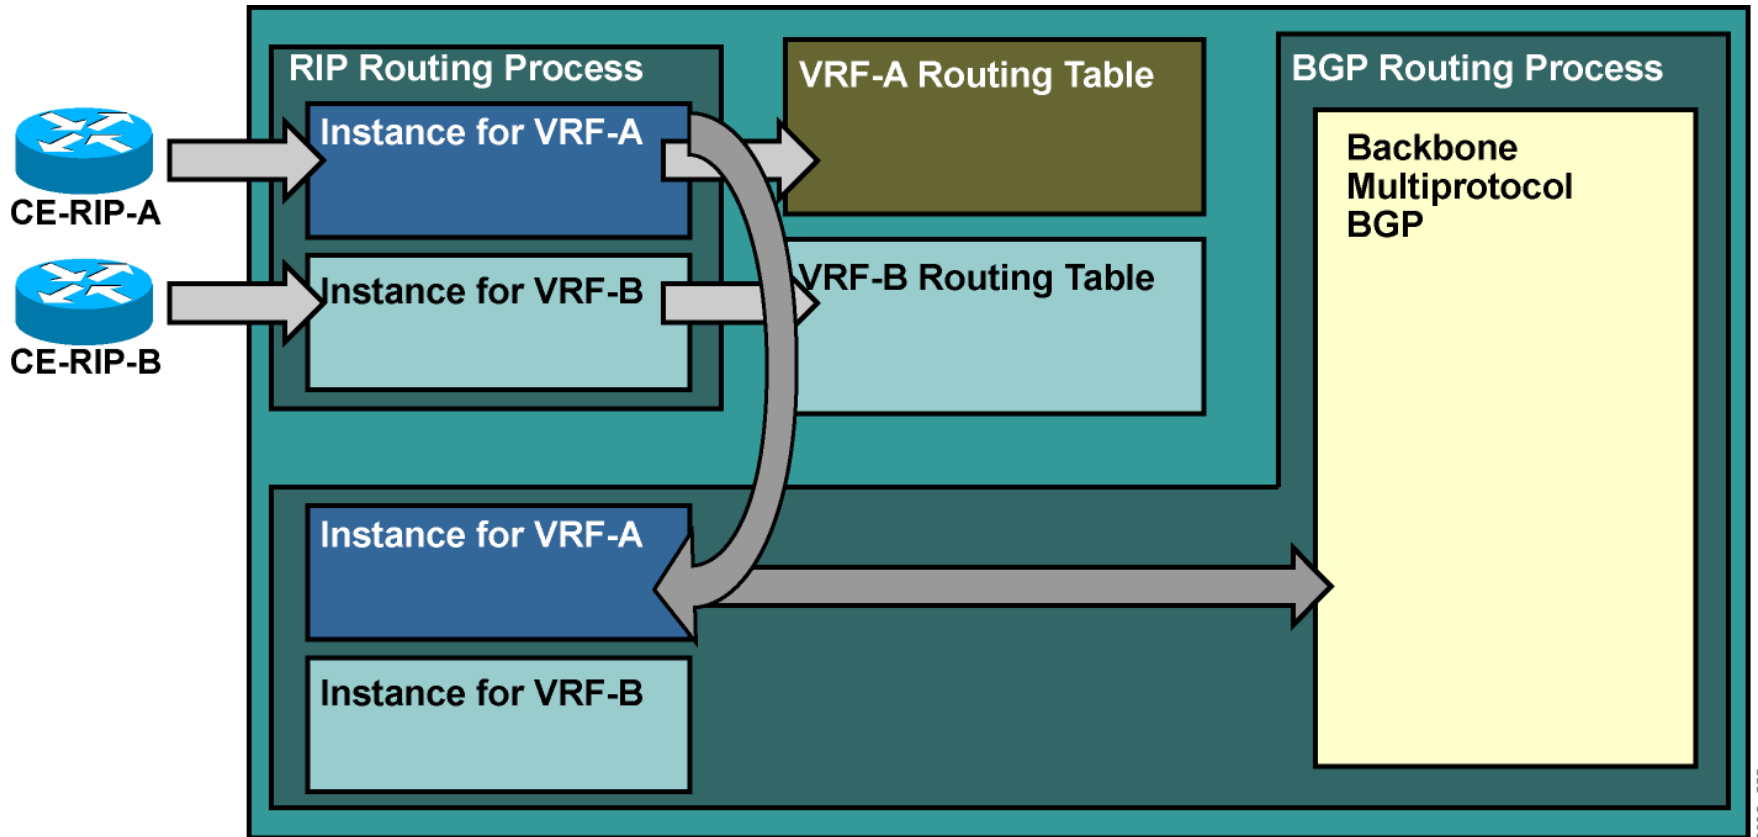 RIP Routing Process
Instance for VRF-A
CE-RIP-A
Instance for VRF-B
CE-RIP-B
VRF-A Routing Table
VRF-B Routing Table
BGP Routing Process
Backbone
Multiprotocol
BGP
Instance for VRF-A
Instance for VRF-B